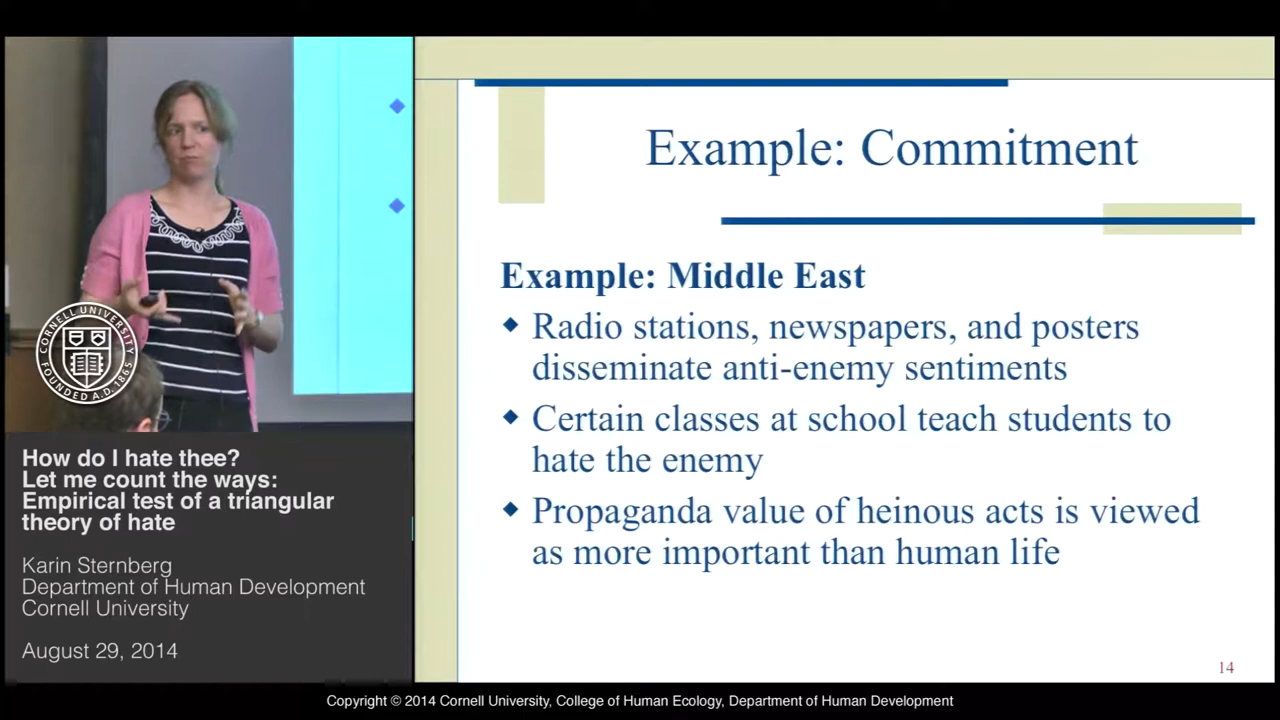 Example: Commitment
Example: Middle East
◆ Radio stations, newspapers, and posters
disseminate anti-enemy sentiments
◆ Certain classes at school teach students to
hate the enemy
◆ Propaganda value of heinous acts is viewed
as more important than human life
14
CORNELL UNIVERSITY
FOUNDED A.D. 1865
How do I hate thee?
Let me count the ways:
Empirical test of a triangular
theory of hate
Karin Sternberg
Department of Human Development
Cornell University
August 29, 2014
Copyright © 2014 Cornell University, College of Human Ecology, Department of Human Development